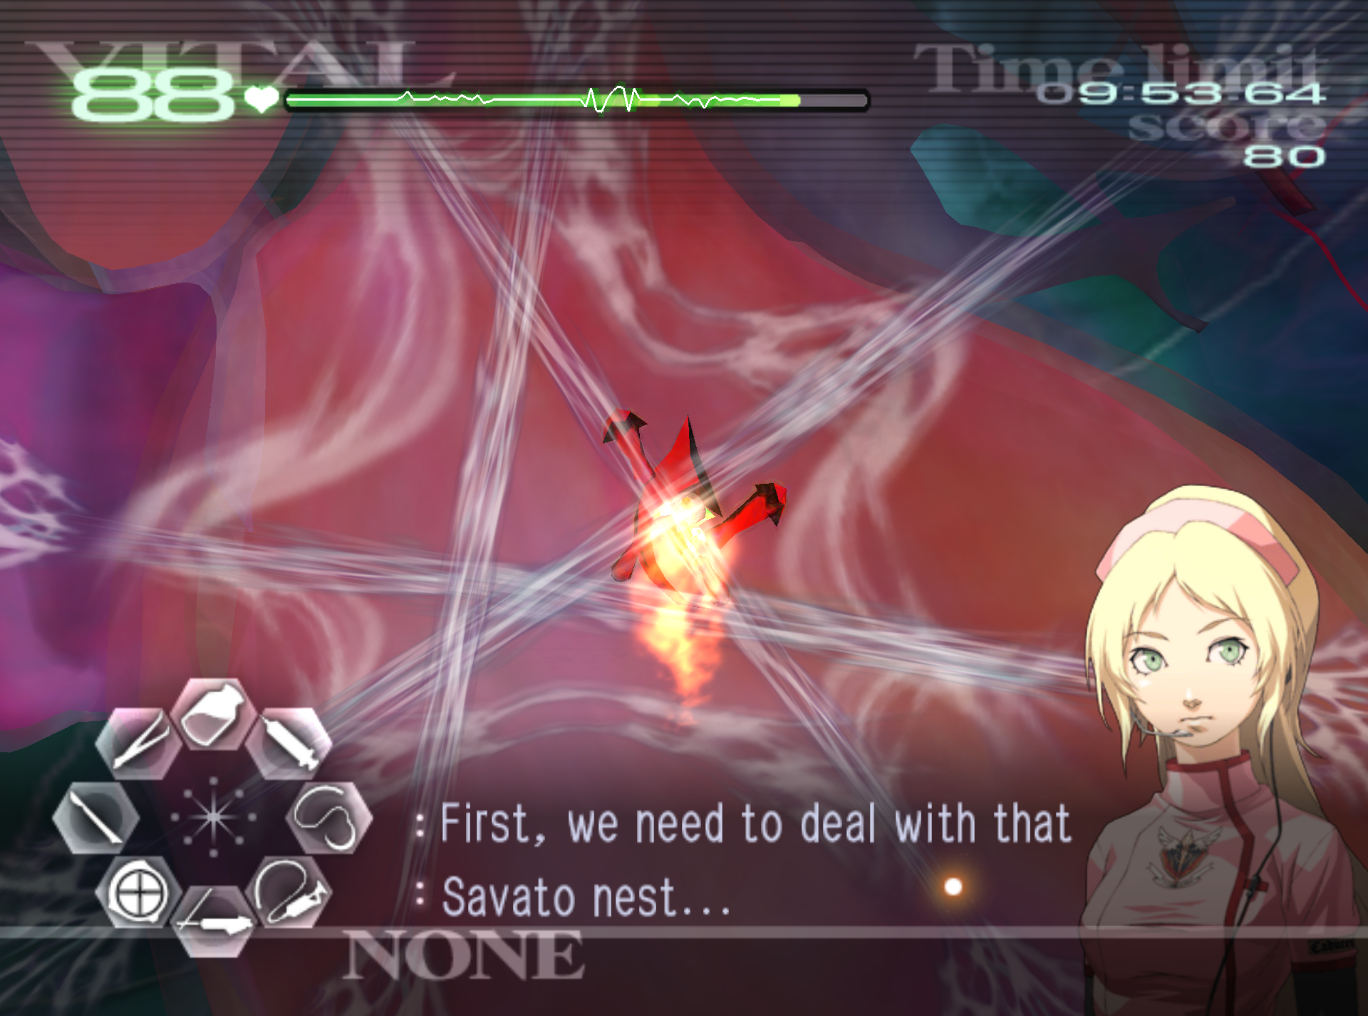 VITAL
88
Time limit
09:53:64
score
80
: First, we need to deal with that
: Savato nest...
NONE